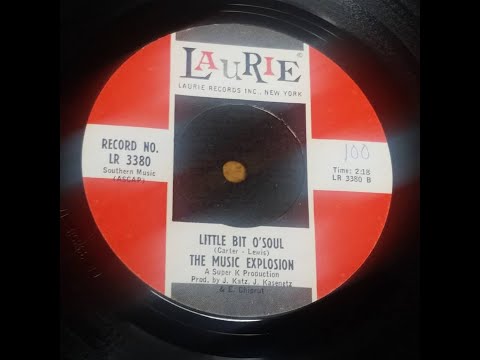 LAURIE
LAURIE RECORDS INC., NEW YORK
RECORD NO.
LR 3380
Southern Music
(ASCAP)
100
Time: 2:18
LR 3380 B
LITTLE BIT O'SOUL
(Carter - Lewis)
THE MUSIC EXPLOSION
A Super K Production
Prod. by J. Katz, J. Kasenetz
& E. Chiprut